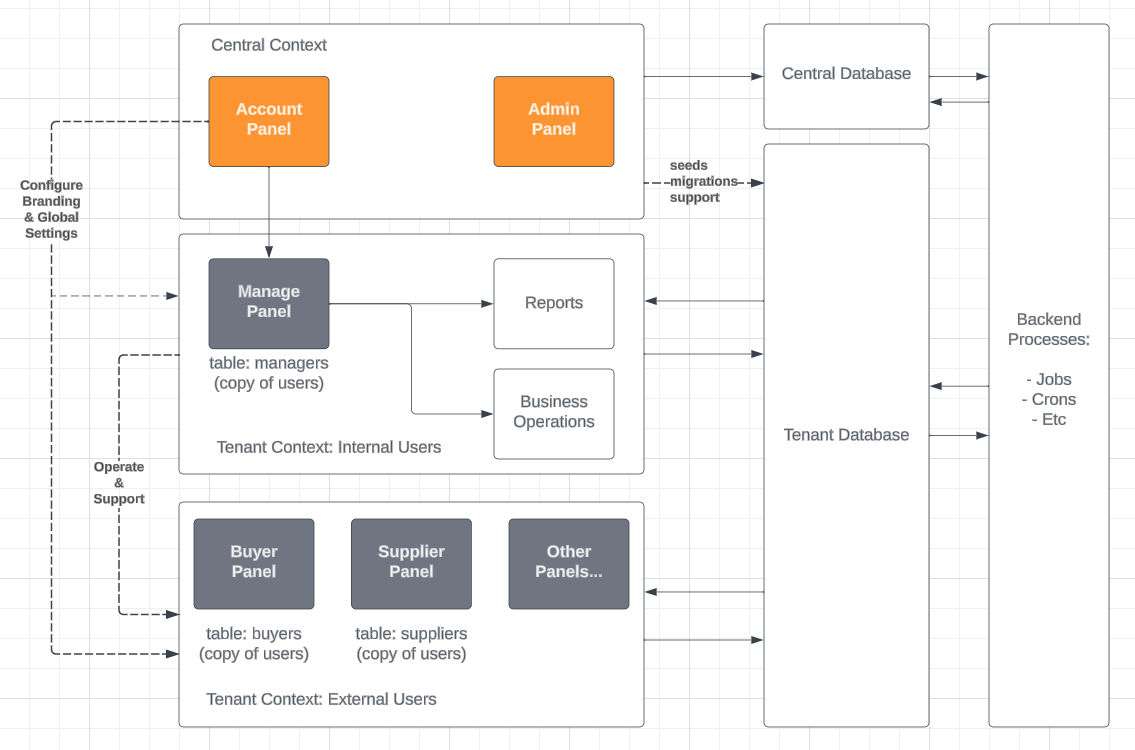 Central Context
Account
Panel
Admin
Panel
Central Database
seeds
migrations
support
Configure
Branding
& Global
Settings
Manage
Panel
table: managers
(copy of users)
Reports
Business
Operations
Tenant Context: Internal Users
Backend
Processes:
- Jobs
- Crons
- Etc
Tenant Database
Operate
&
Support
Buyer
Panel
Supplier
Panel
Other
Panels...
table: buyers
(copy of users)
table: suppliers
(copy of users)
Tenant Context: External Users